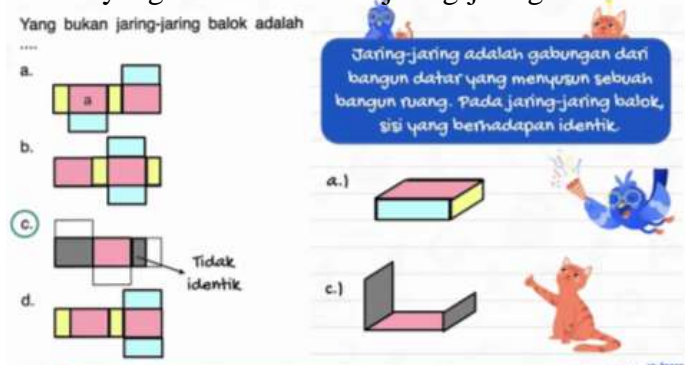 Yang bukan jaring-jaring balok adalah
....
a.
a
b.
c.
Tidak
identik
d.
Jaring-jaring adalah gabungan dari
bangun datar yang menyusun sebuah
bangun ruang. Pada jaring-jaring balok,
sisi yang berhadapan identik
a.)
c.)